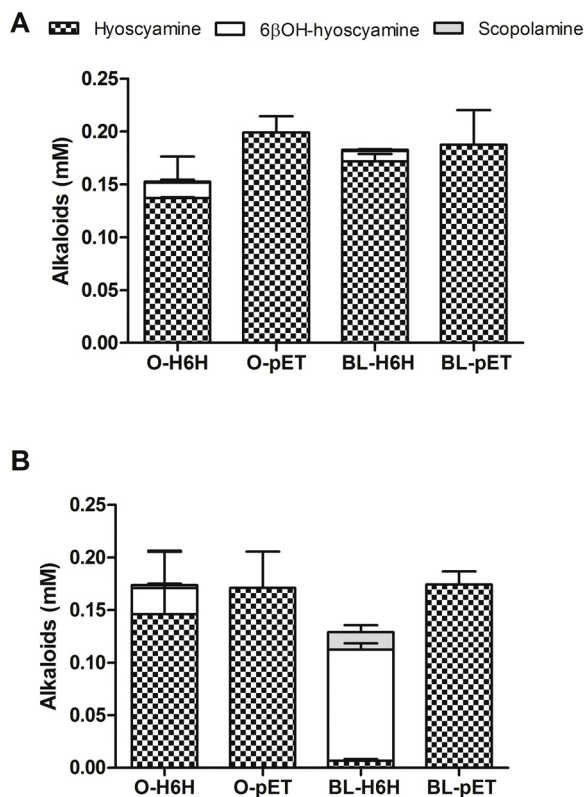 A
Hyoscyamine 6βOH-hyoscyamine Scopolamine
0.25
0.20
0.15
0.10
0.05
0.00
Alkaloids (mM)
O-H6H O-pET BL-H6H BL-pET
B
0.25
0.20
0.15
0.10
0.05
0.00
Alkaloids (mM)
O-H6H O-pET BL-H6H BL-pET